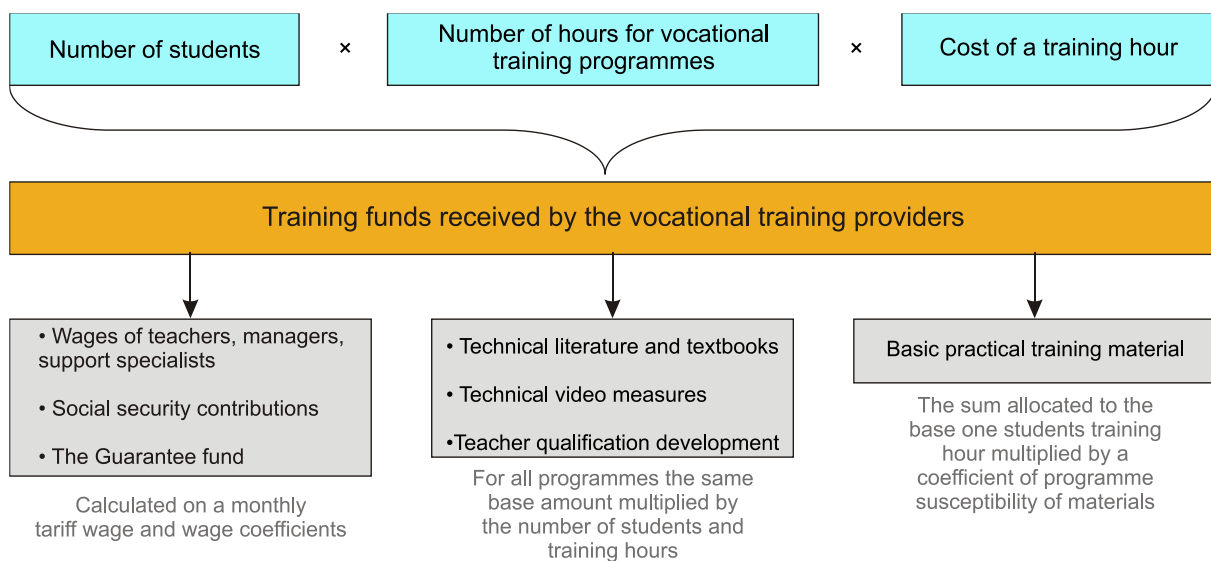 Number of students
×
Number of hours for vocational
training programmes
×
Cost of a training hour
Training funds received by the vocational training providers
• Wages of teachers, managers,
support specialists
• Social security contributions
• The Guarantee fund
Calculated on a monthly
tariff wage and wage coefficients
• Technical literature and textbooks
• Technical video measures
•Teacher qualification development
For all programmes the same
base amount multiplied by
the number of students and
training hours
Basic practical training material
The sum allocated to the
base one students training
hour multiplied by a
coefficient of programme
susceptibility of materials